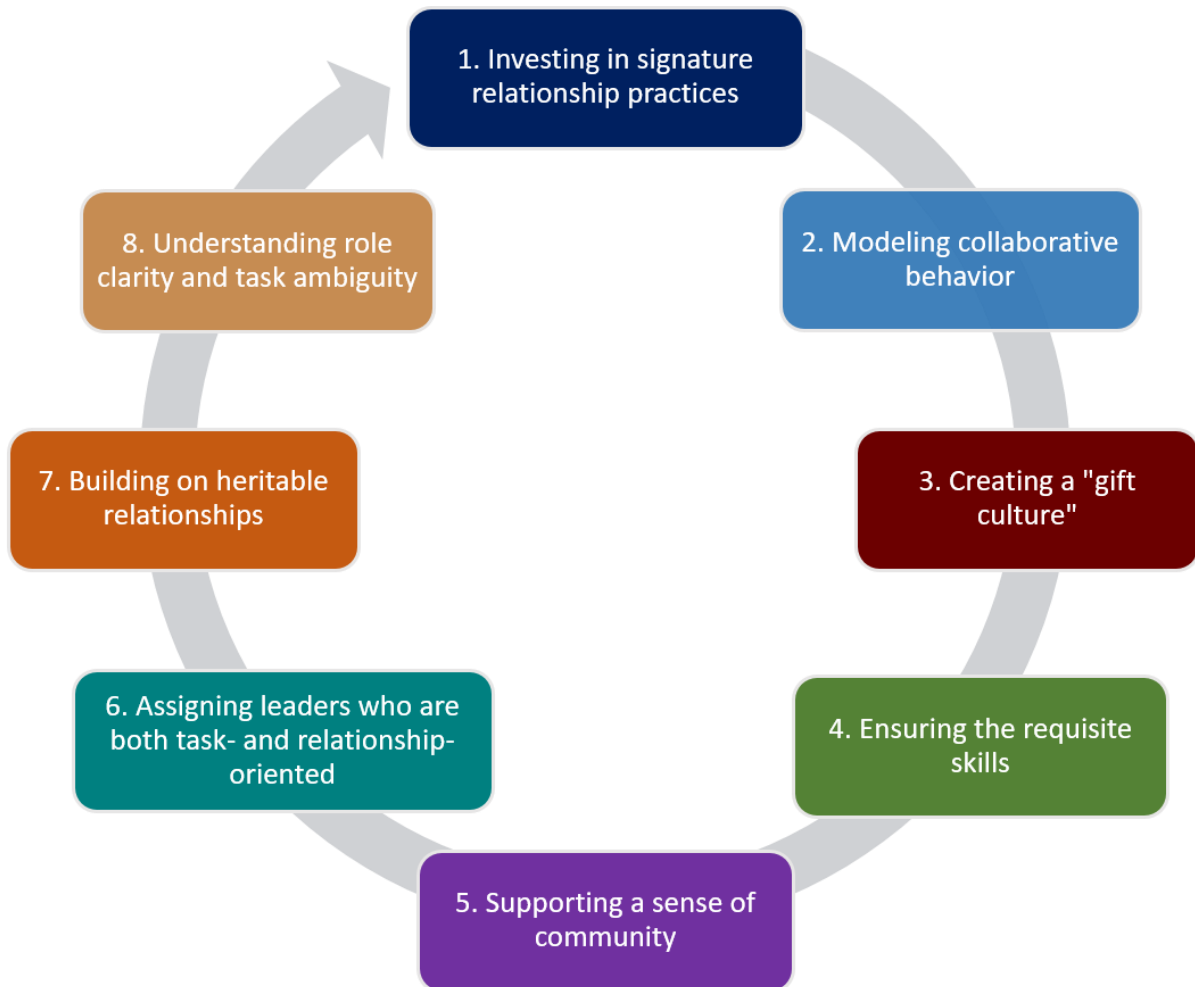 1. Investing in signature
relationship practices
2. Modeling collaborative
behavior
3. Creating a "gift
culture"
4. Ensuring the requisite
skills
5. Supporting a sense of
community
6. Assigning leaders who are
both task- and relationship-
oriented
7. Building on heritable
relationships
8. Understanding role
clarity and task ambiguity